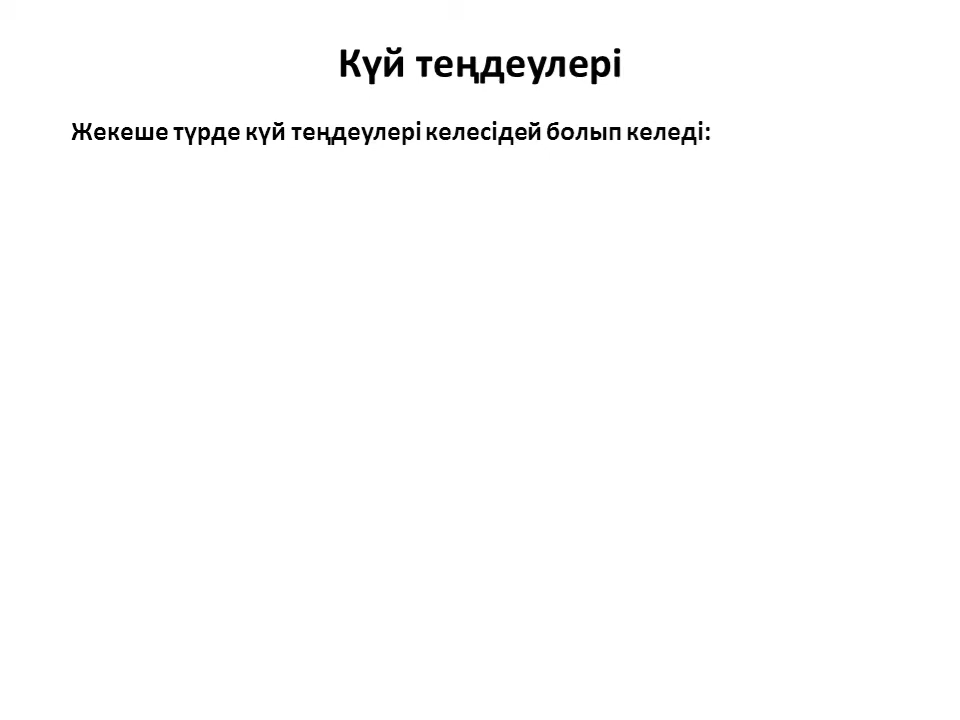 Күй теңдеулері
Жекеше түрде күй теңдеулері келесідей болып келеді: